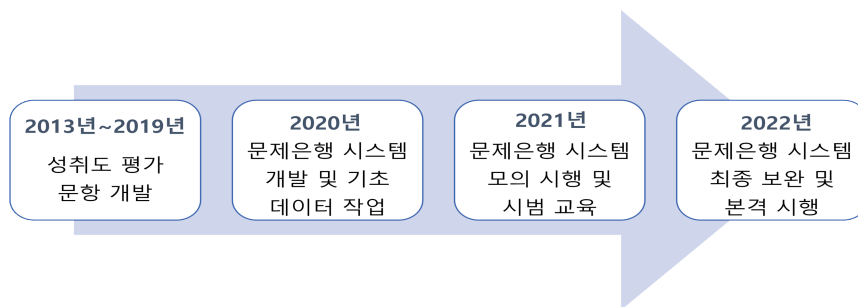 2013년~2019년
성취도 평가
문항 개발
2020년
문제은행 시스템
개발 및 기초
데이터 작업
2021년
문제은행 시스템
모의 시행 및
시범 교육
2022년
문제은행 시스템
최종 보완 및
본격 시행